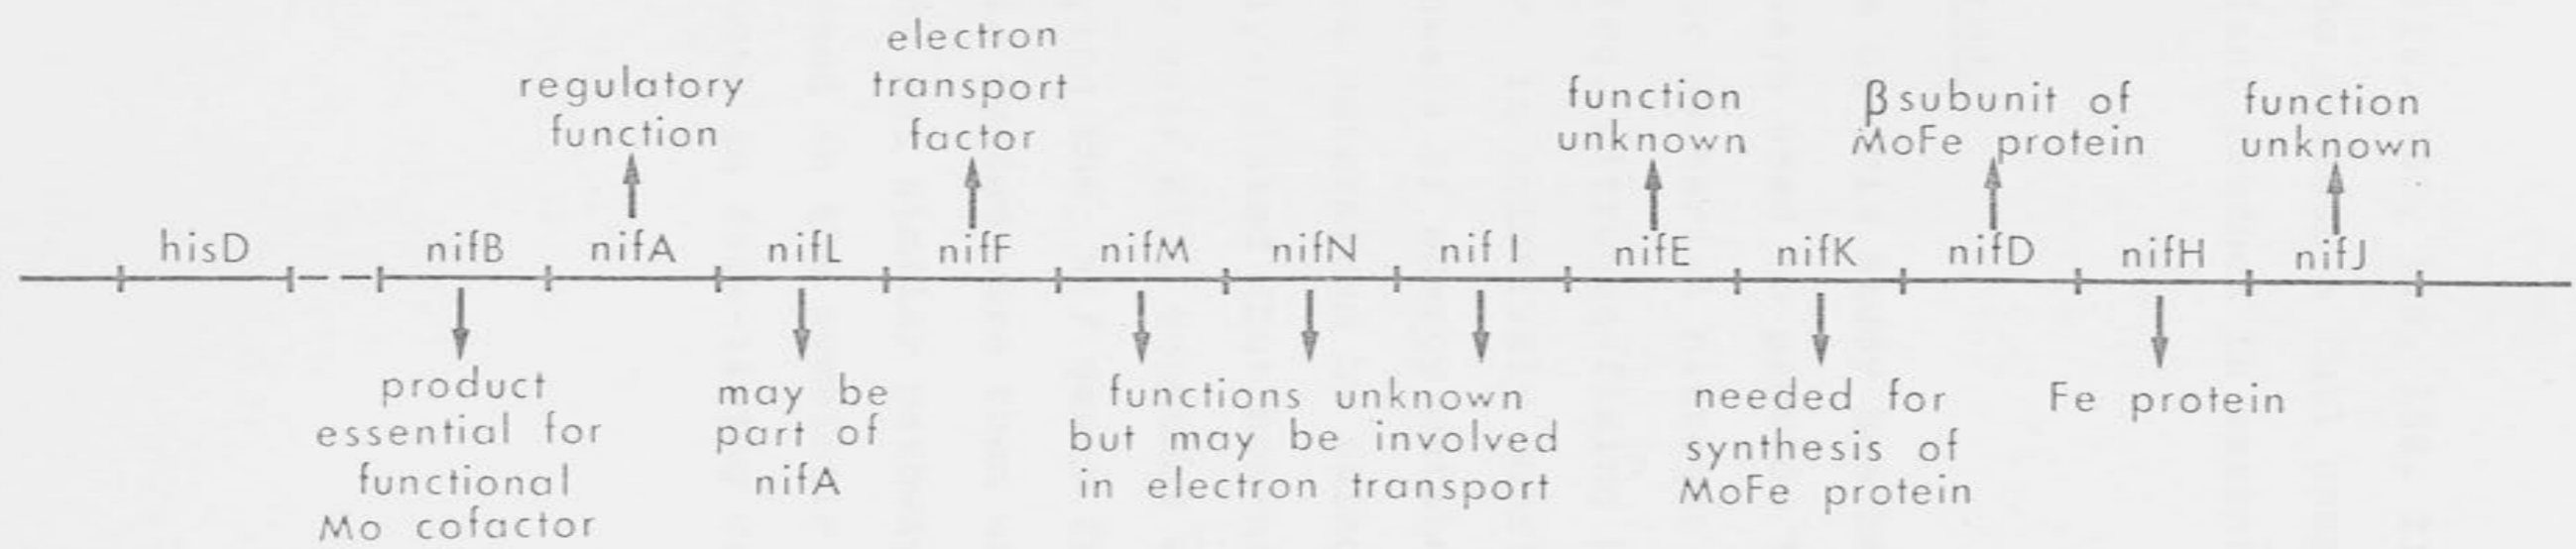 electron
transport
factor
regulatory
function
function
unknown
β subunit of
MoFe protein
function
unknown
hisD nifB nifA nifL nifF nifM nifN nif I nifE nifK nifD nifH nifJ
product
essential for
functional
Mo cofactor
may be
part of
nifA
functions unknown
but may be involved
in electron transport
needed for
synthesis of
MoFe protein
Fe protein